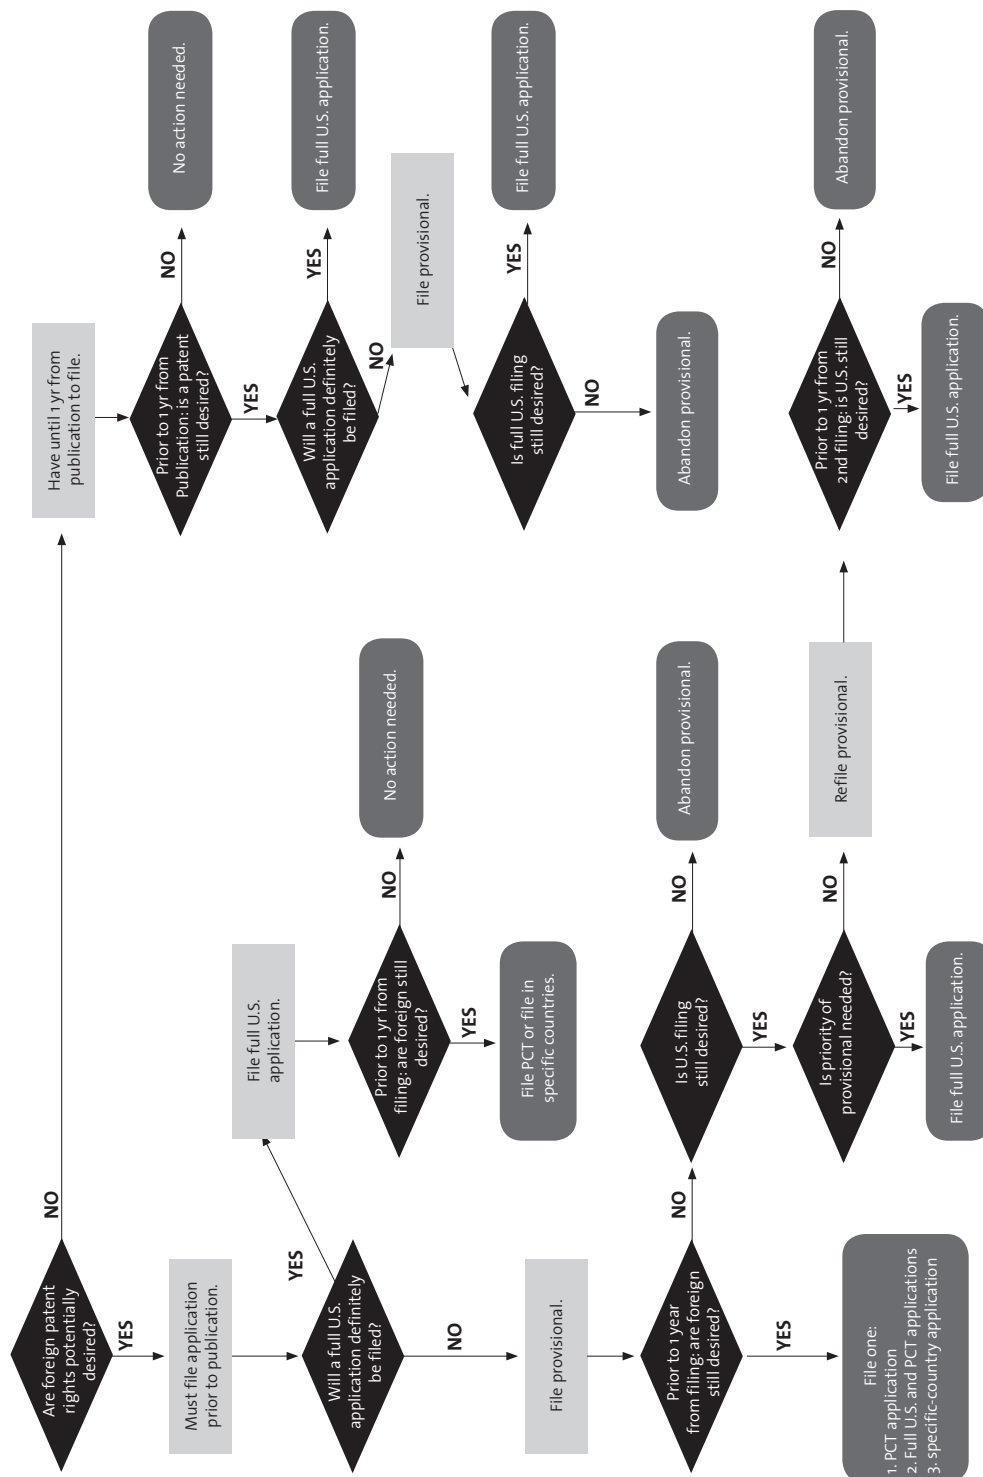 Are foreign patent
rights potentially
desired?
NO
YES
Must file application
prior to publication.
Will a full U.S.
application definitely
be filed?
YES
NO
File provisional.
Prior to 1 year
from filing: are foreign
still desired?
NO
YES
File one:
1. PCT application
2. Full U.S. and PCT applications
3. specific-country application
File full U.S.
application.
Prior to 1 yr from
filing: are foreign still
desired?
NO
YES
No action needed.
File PCT or file in
specific countries.
Is U.S. filing
still desired?
NO
YES
Abandon provisional.
Is priority of
provisional needed?
NO
YES
File full U.S. application.
Refile provisional.
Have until 1 yr from
publication to file.
Prior to 1 yr from
Publication: is a patent
still desired?
NO
YES
No action needed.
Will a full U.S.
application definitely
be filed?
YES
NO
File full U.S. application.
File provisional.
Is full U.S. filing
still desired?
YES
NO
File full U.S. application.
Abandon provisional.
Prior to 1 yr from
2nd filing: is U.S. still
desired?
NO
YES
Abandon provisional.
File full U.S. application.